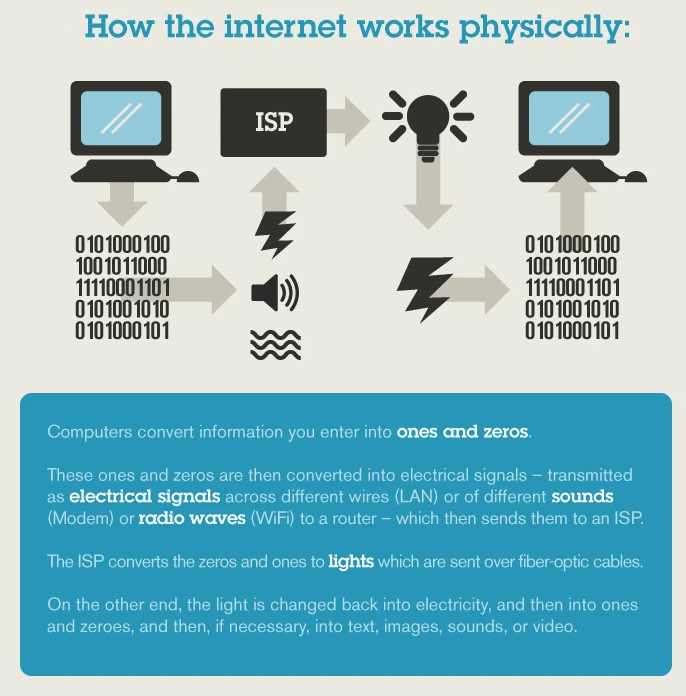 How the internet works physically:
ISP
0101000100
1001011000
11110001101
0101001010
0101000101
0101000100
1001011000
11110001101
0101001010
0101000101
Computers convert information you enter into ones and zeros.
These ones and zeros are then converted into electrical signals – transmitted
as electrical signals across different wires (LAN) or of different sounds
(Modem) or radio waves (WiFi) to a router – which then sends them to an ISP.
The ISP converts the zeros and ones to lights which are sent over fiber-optic cables.
On the other end, the light is changed back into electricity, and then into ones
and zeroes, and then, if necessary, into text, images, sounds, or video.